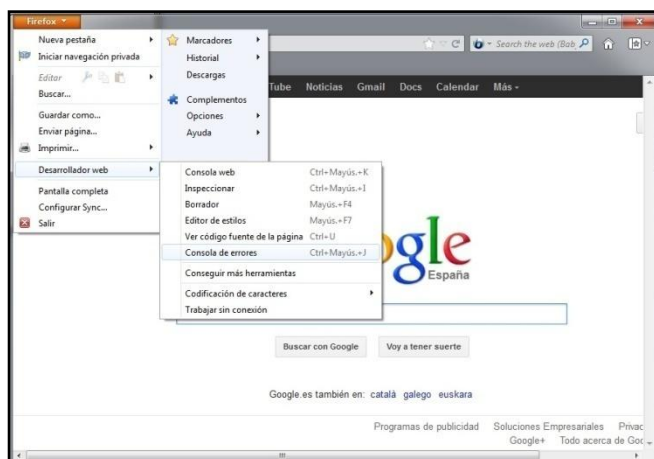 Firefox
Nueva pestaña
Iniciar navegación privada
Editar
Buscar...
Guardar como...
Enviar página...
Imprimir...
Desarrollador web
Pantalla completa
Configurar Sync...
Salir
Marcadores
Historial
Descargas
Complementos
Opciones
Ayuda
Search the web (Bab
Tube Noticias Gmail Docs Calendar Más
Consola web Ctrl+Mayús.+K
Inspeccionar Ctrl+Mayús.+I
Borrador Mayús.+F4
Editor de estilos Mayús.+F7
Ver código fuente de la página Ctrl+U
Consola de errores Ctrl+Mayús.+J
Conseguir más herramientas
Codificación de caracteres
Trabajar sin conexión
ogle
España
Buscar con Google Voy a tener suerte
Google.es también en: català galego euskara
Programas de publicidad Soluciones Empresariales Privac
Google+ Todo acerca de Goo